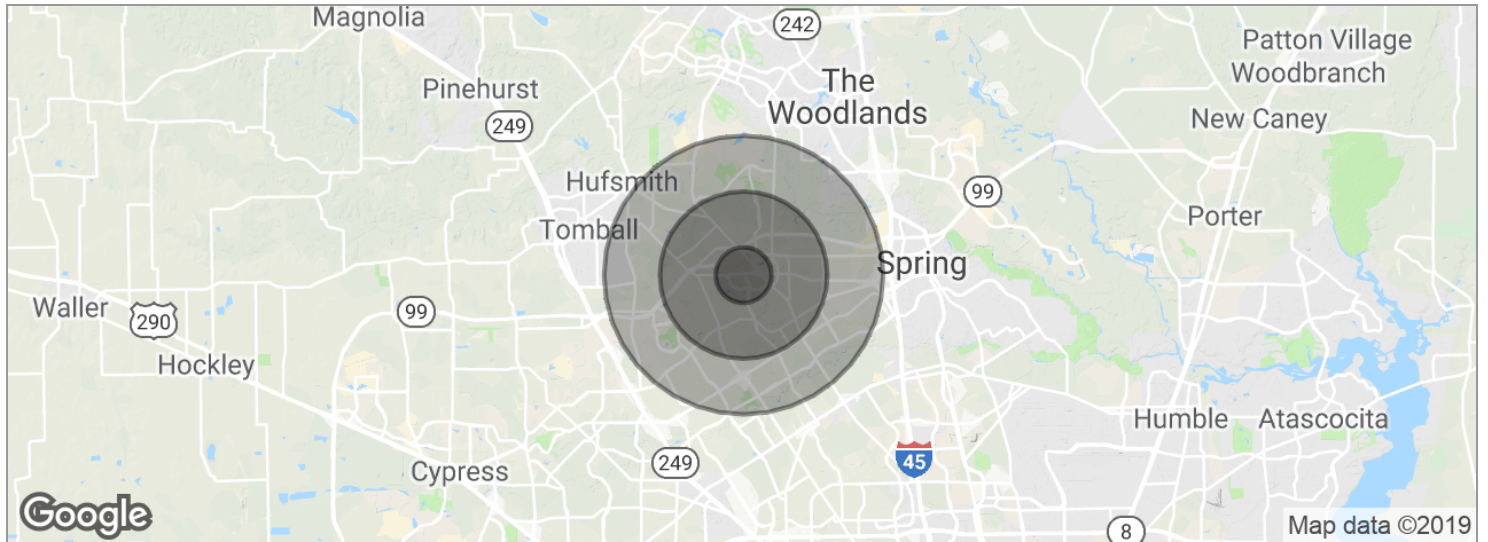 Magnolia
242
Patton Village
Woodbranch
The
Woodlands
Pinehurst
249
New Caney
Hufsmith
99
Porter
Tomball
Spring
Waller
290
99
Hockley
Humble
Atascocita
Cypress
249
45
Google
8
Map data ©2019